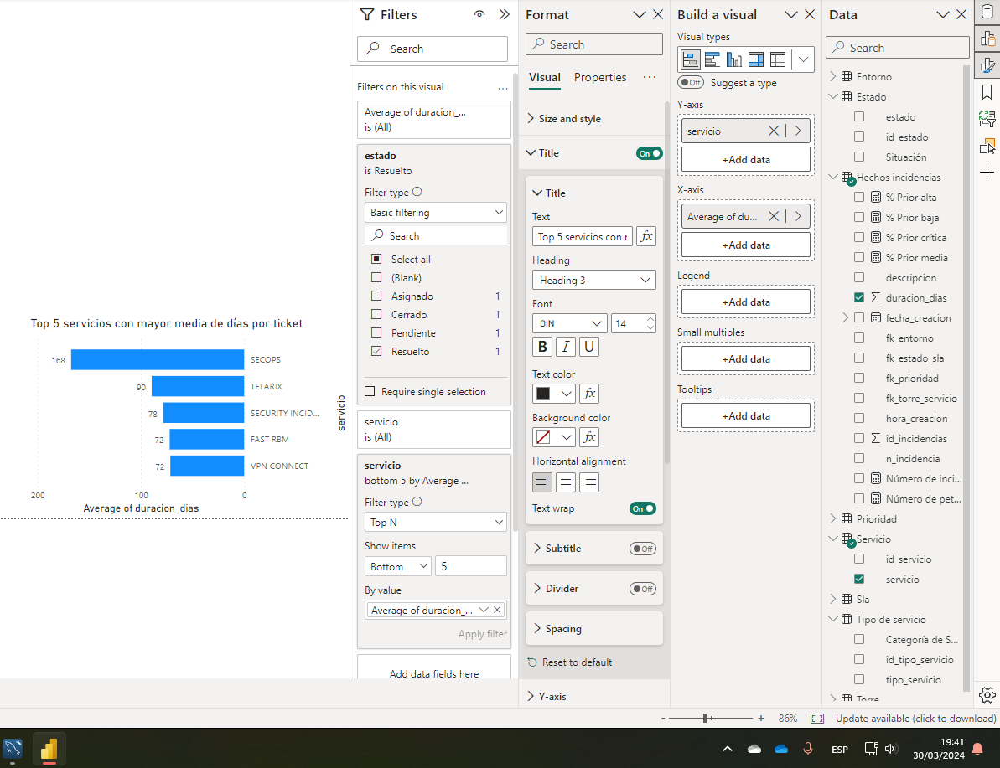 Top 5 servicios con mayor media de días por ticket
168
SECOPS
90
TELARIX
78
SECURITY INCID...
72
FAST RBM
72
VPN CONNECT
servicio
200
100
0
Average of duracion_dias
Filters
Search
Filters on this visual
...
Average of duracion_...
is (All)
estado
is Resuelto
Filter type
Basic filtering
Search
Select all
(Blank)
Asignado 1
Cerrado 1
Pendiente 1
Resuelto 1
Require single selection
servicio
is (All)
servicio
bottom 5 by Average ...
Filter type
Top N
Show items
Bottom
5
By value
Average of duracion_...
Apply filter
Add data fields here
Format
Search
Visual
Properties
...
Size and style
Title
On
Title
Text
Top 5 servicios con r
fx
Heading
Heading 3
Font
DIN
14
B I U
Text color
fx
Background color
fx
Horizontal alignment
Text wrap
On
Subtitle
Off
Divider
Off
Spacing
Reset to default
Y-axis
Build a visual
Visual types
Off
Suggest a type
Y-axis
servicio
+Add data
X-axis
Average of du...
+Add data
Legend
+Add data
Small multiples
+Add data
Tooltips
+Add data
Data
Search
Entorno
Estado
estado
id_estado
Situación
Hechos incidencias
% Prior alta
% Prior baja
% Prior crítica
% Prior media
descripcion
∑ duracion_dias
fecha_creacion
fk_entorno
fk_estado_sla
fk_prioridad
fk_torre_servicio
hora_creacion
∑ id_incidencias
n_incidencia
Número de inci...
Número de pet...
Prioridad
Servicio
id_servicio
servicio
Sla
Tipo de servicio
Categoría de S...
id_tipo_servicio
tipo_servicio
Torre
- + 86%
Update available (click to download)
ESP
19:41
30/03/2024